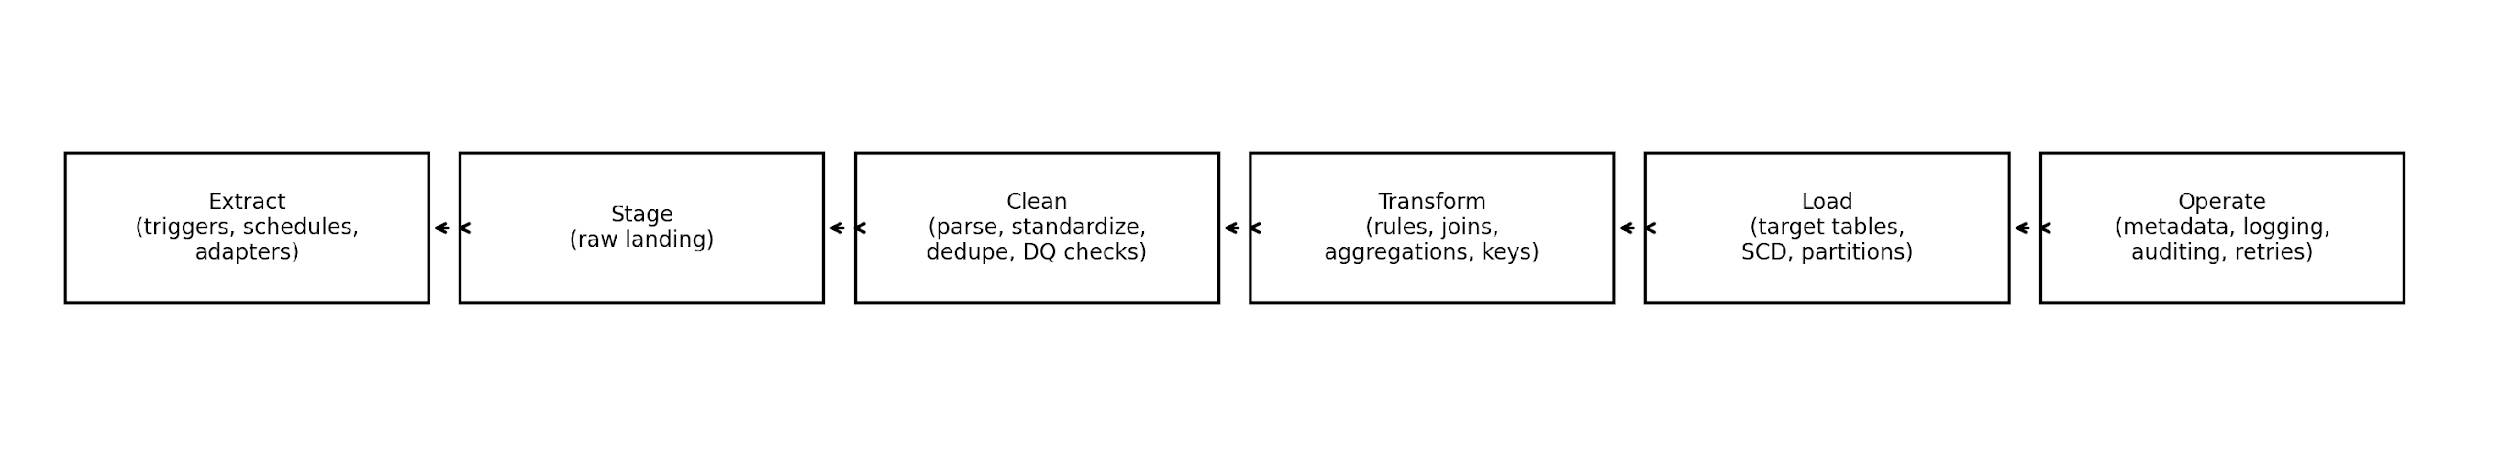 Extract
(triggers, schedules,
adapters)
Stage
(raw landing)
Clean
(parse, standardize,
dedupe, DQ checks)
Transform
(rules, joins,
aggregations, keys)
Load
(target tables,
SCD, partitions)
Operate
(metadata, logging,
auditing, retries)